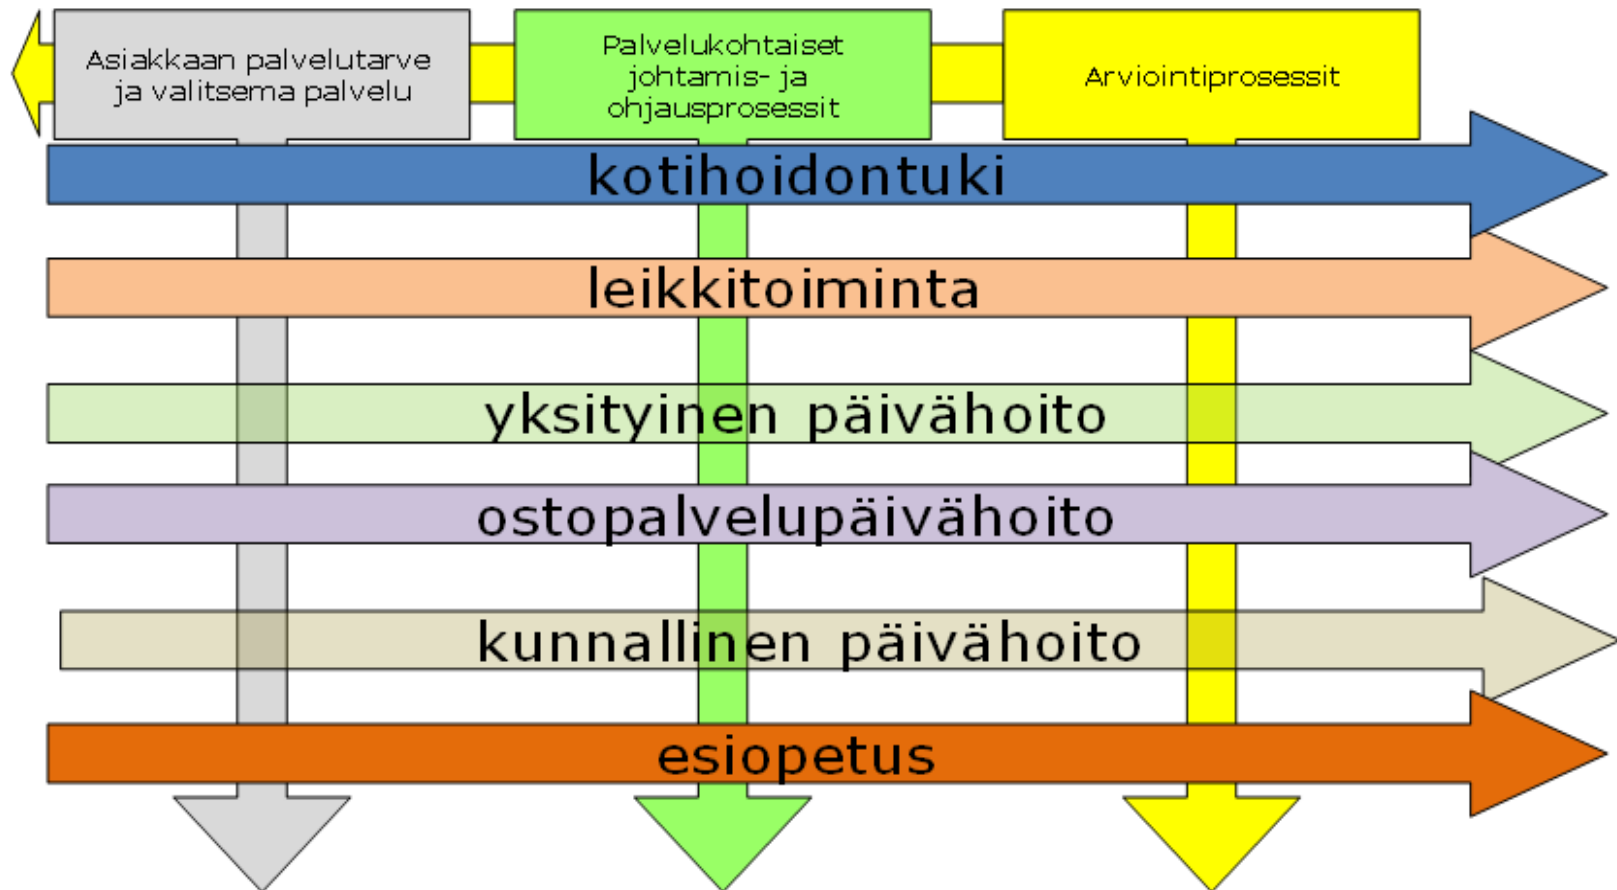 Asiakkaan palvelutarve
ja valitsema palvelu
Palvelukohtaiset
johtamis- ja
ohjausprosessit
Arviointiprosessit
kotihoidontuki
leikkitoiminta
yksityinen päivähoito
ostopalvelupäivähoito
kunnallinen päivähoito
esiopetus